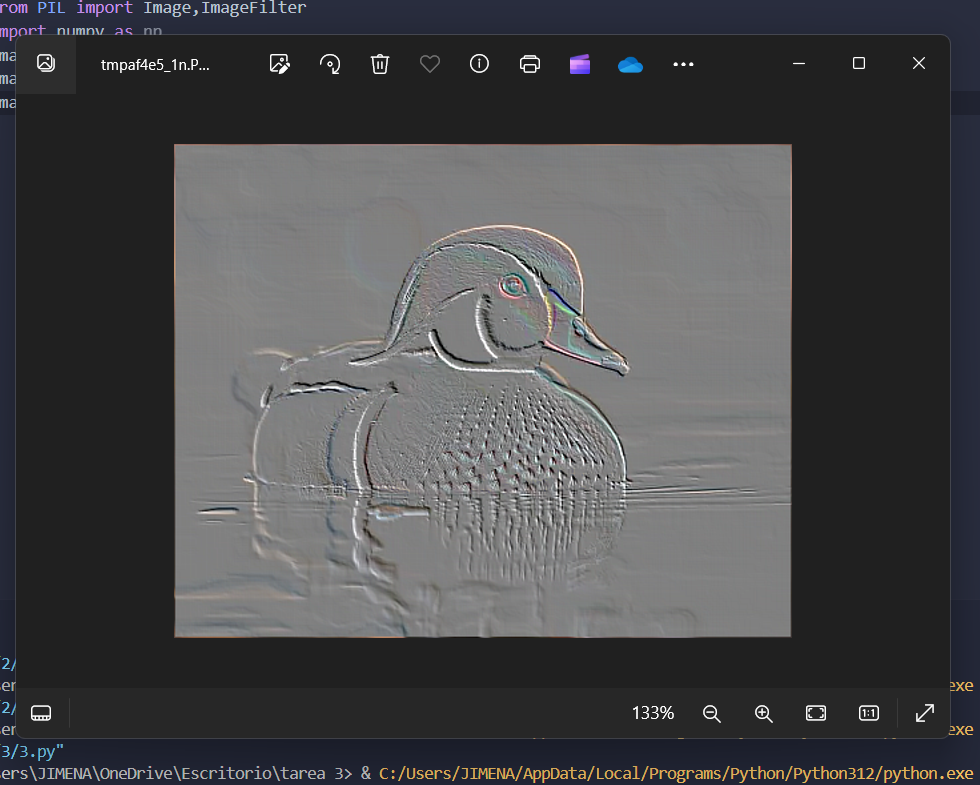 rom PIL import Image,ImageFilter
mport numpy as np
ma
ma
ma
tmpaf4e5_1n.P...
133%
1:1
2/
ser
exe
2/
ser
exe
3/3.py"
ers\JIMENA\OneDrive\Escritorio\tarea 3> & C:/Users/JIMENA/AppData/Local/Programs/Python/Python312/python.exe